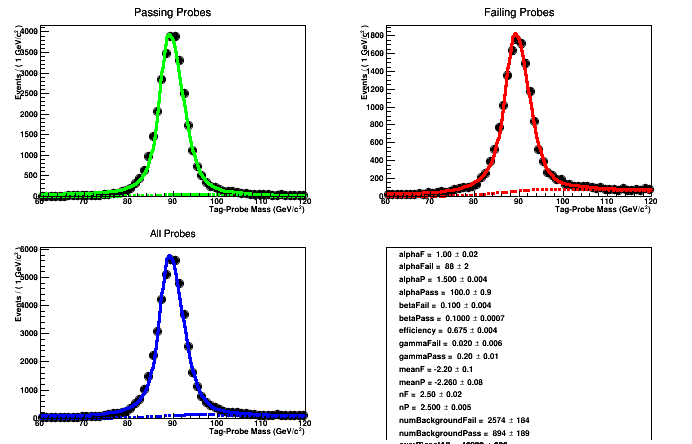 Passing Probes
Events / ( 1 GeV/c² )
4000
3500
3000
2500
2000
1500
1000
500
0
60 70 80 90 100 110 120
Tag-Probe Mass (GeV/c²)
Failing Probes
Events / ( 1 GeV/c² )
1800
1600
1400
1200
1000
800
600
400
200
0
60 70 80 90 100 110 120
Tag-Probe Mass (GeV/c²)
All Probes
Events / ( 1 GeV/c² )
6000
5000
4000
3000
2000
1000
0
60 70 80 90 100 110 120
Tag-Probe Mass (GeV/c²)
alphaF = 1.00 ± 0.02
alphaFail = 88 ± 2
alphaP = 1.500 ± 0.004
alphaPass = 100.0 ± 0.9
betaFail = 0.100 ± 0.004
betaPass = 0.1000 ± 0.0007
efficiency = 0.675 ± 0.004
gammaFail = 0.020 ± 0.006
gammaPass = 0.20 ± 0.01
meanF = -2.20 ± 0.1
meanP = -2.260 ± 0.08
nF = 2.50 ± 0.02
nP = 2.500 ± 0.005
numBackgroundFail = 2574 ± 184
numBackgroundPass = 894 ± 189